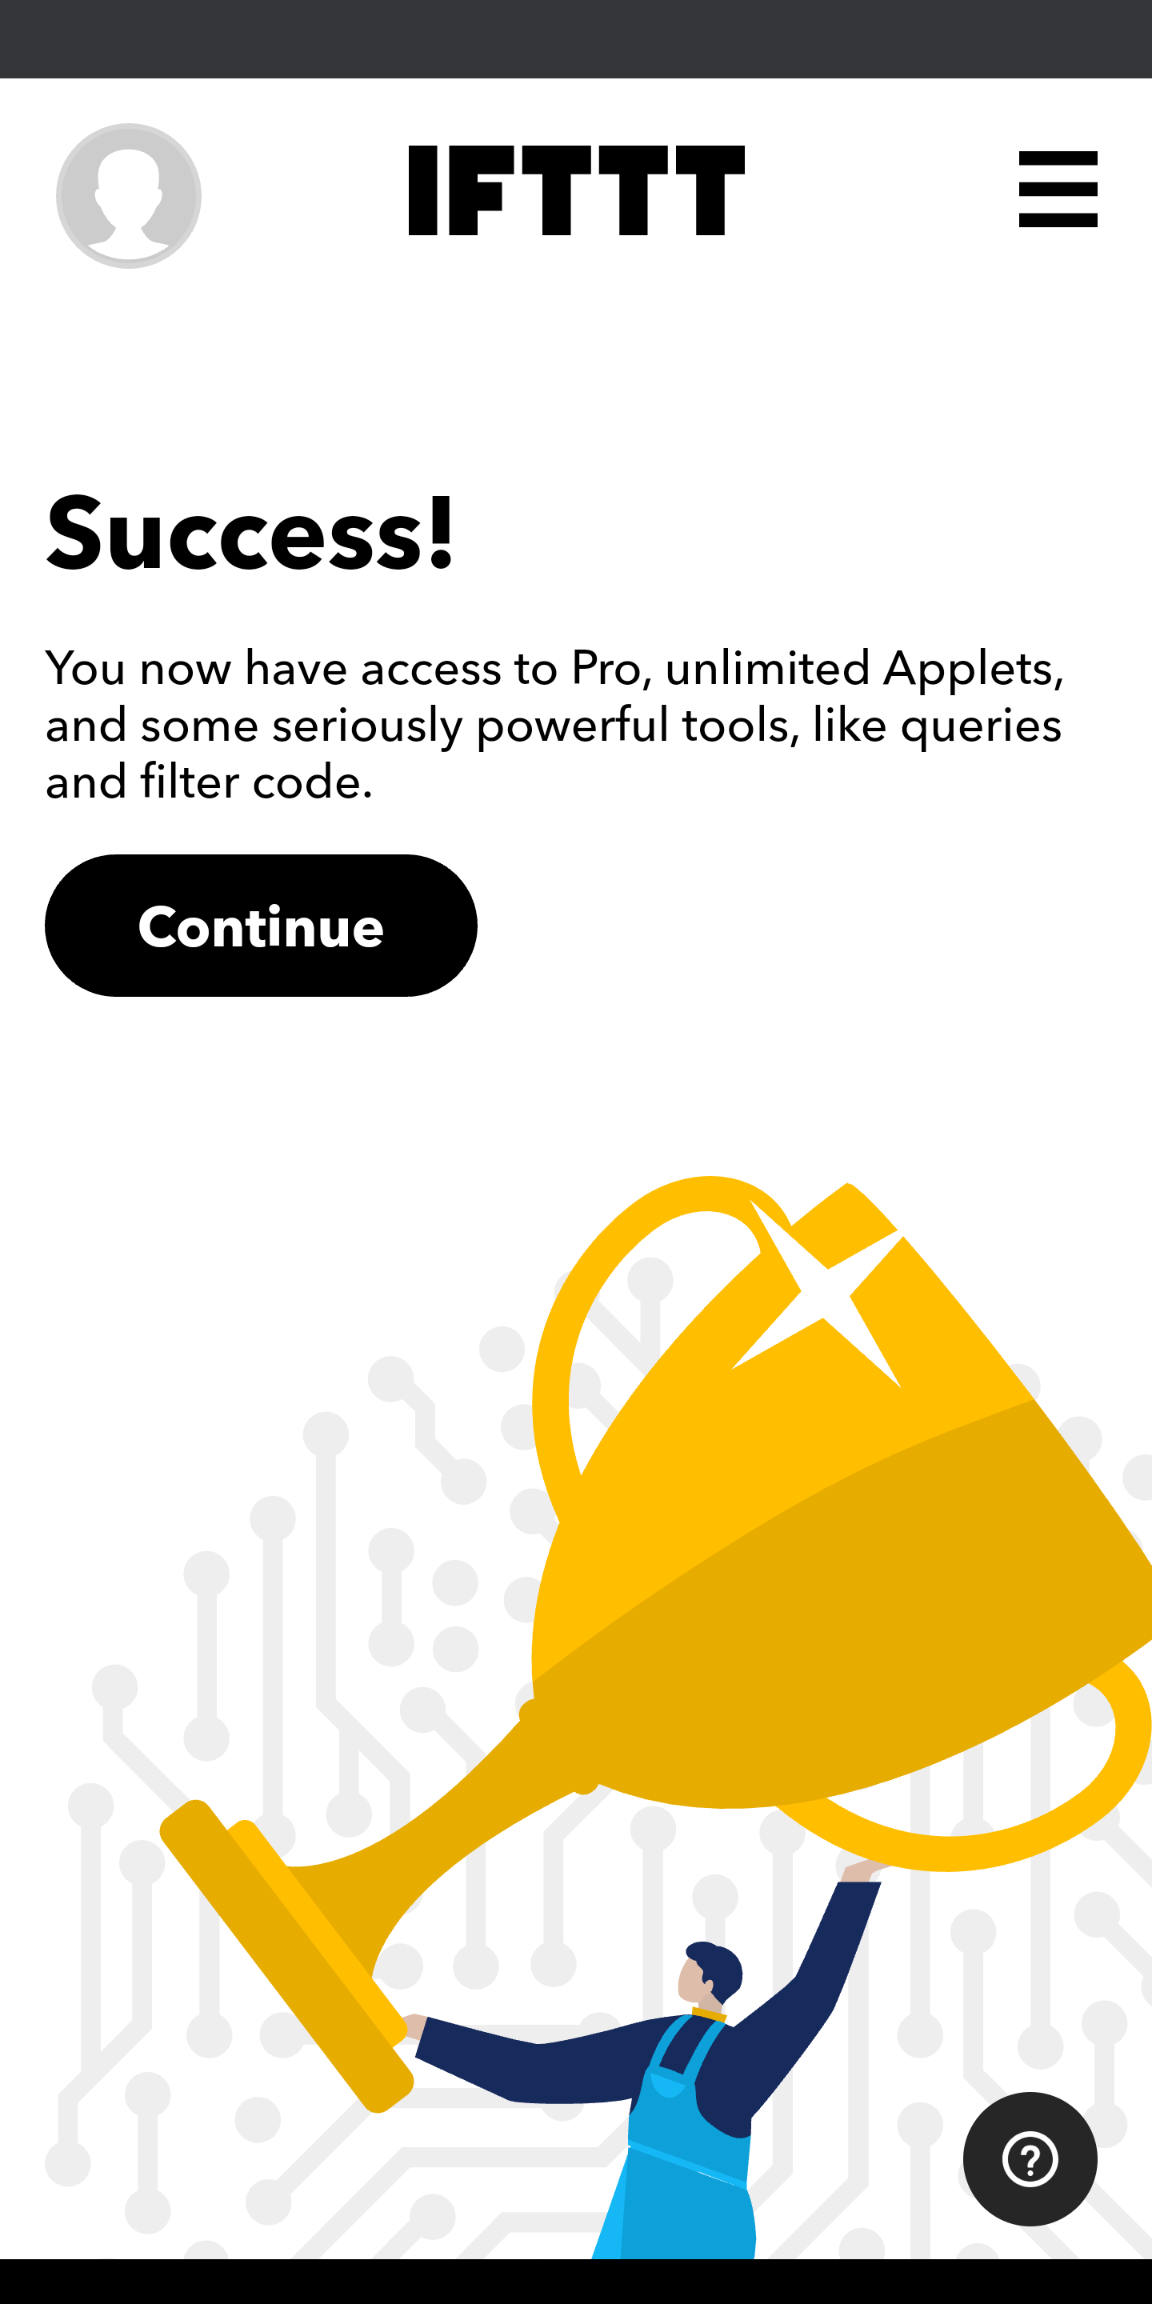 IFTTT
Success!
You now have access to Pro, unlimited Applets,
and some seriously powerful tools, like queries
and filter code.
Continue
?